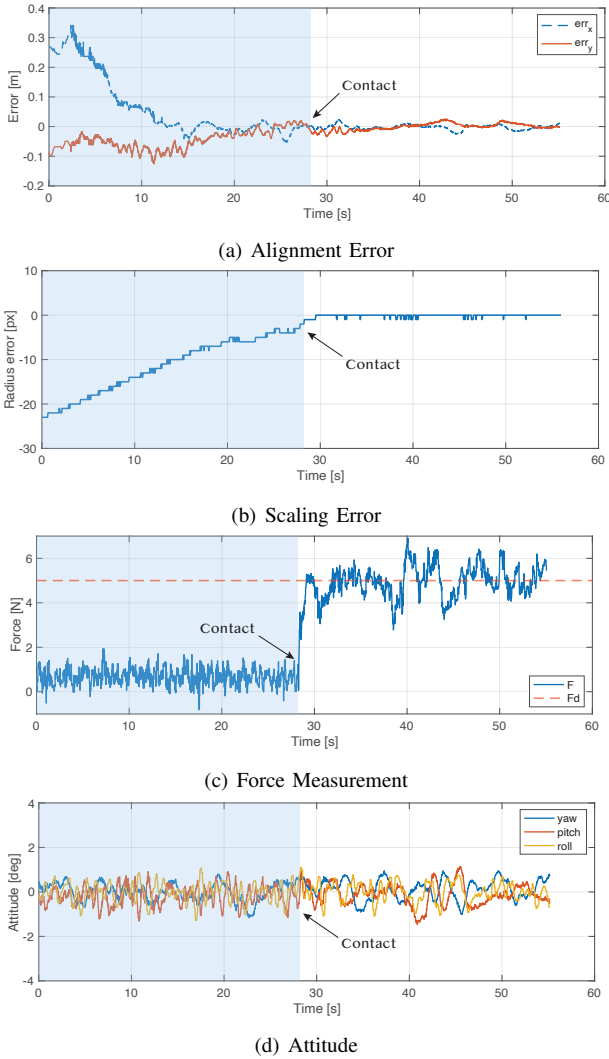 0.4
0.3
0.2
0.1
0
-0.1
-0.2
Error [m]
err_x
err_y
Contact
0 10 20 30 40 50 60
Time [s]
(a) Alignment Error
10
0
-10
-20
-30
Radius error [px]
Contact
0 10 20 30 40 50 60
Time [s]
(b) Scaling Error
6
4
2
0
Force [N]
Contact
F
Fd
0 10 20 30 40 50 60
Time [s]
(c) Force Measurement
4
2
0
-2
-4
Attitude [deg]
yaw
pitch
roll
Contact
0 10 20 30 40 50 60
Time [s]
(d) Attitude